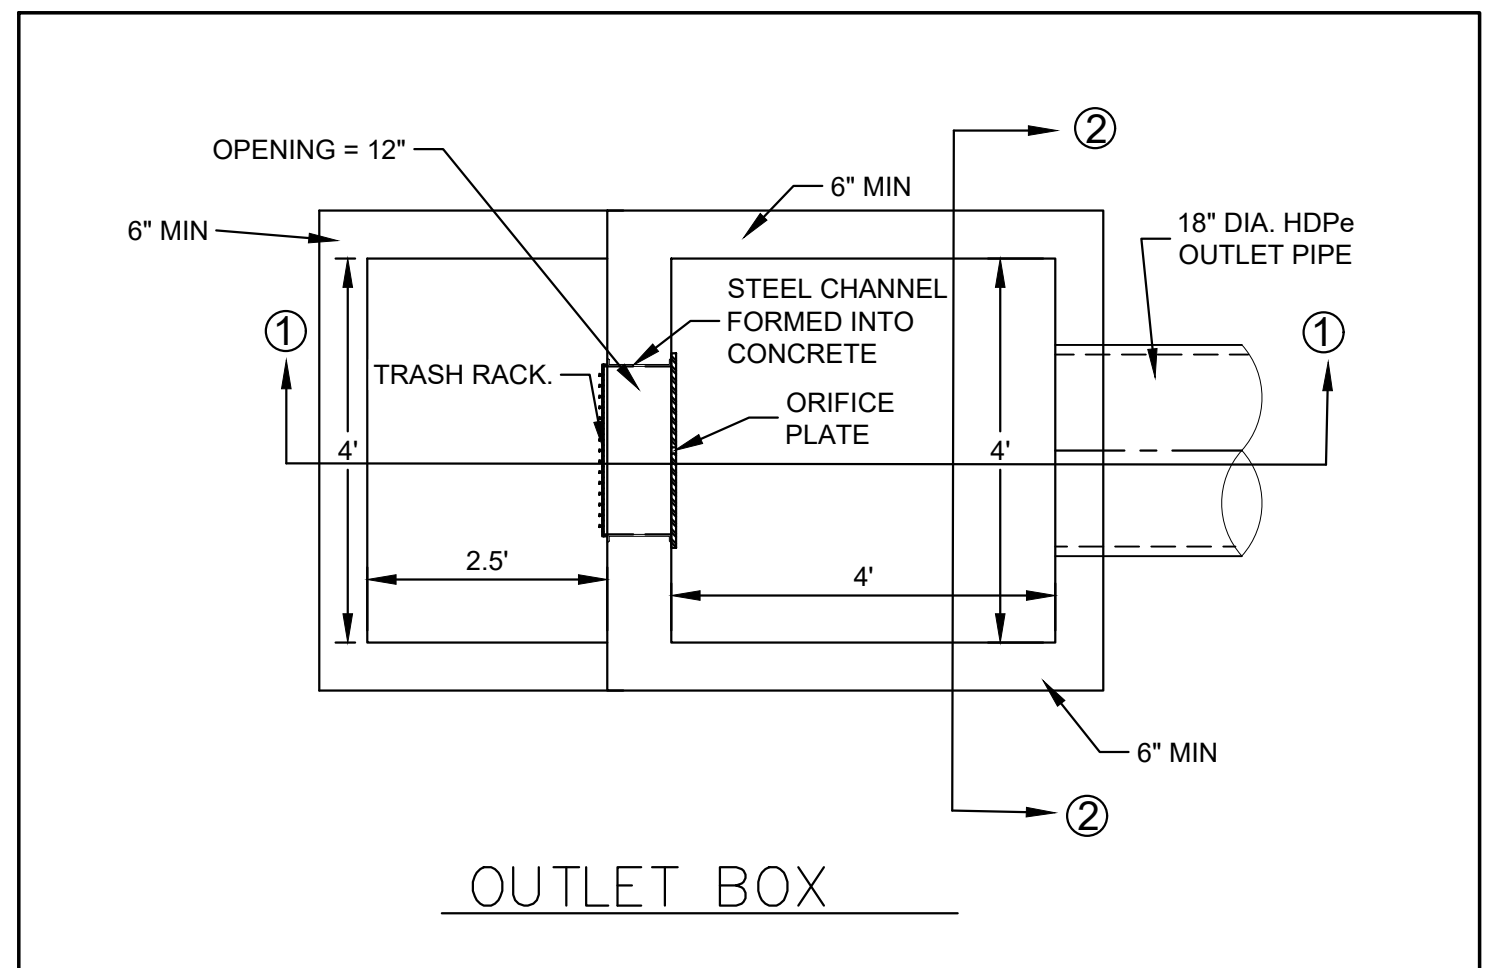 ②
OPENING = 12"
6" MIN
6" MIN
18" DIA. HDPe
OUTLET PIPE
STEEL CHANNEL
FORMED INTO
CONCRETE
①
①
TRASH RACK.
ORIFICE
PLATE
4'
4'
2.5'
4'
6" MIN
②
OUTLET BOX